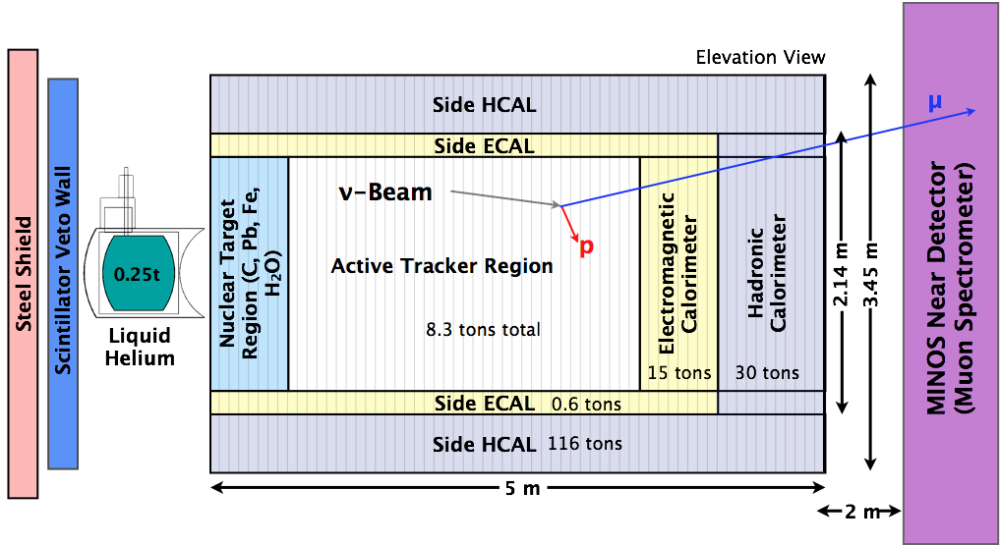 Elevation View
Steel Shield
Scintillator Veto Wall
0.25t
Liquid
Helium
Side HCAL
Side ECAL
Nuclear Target
Region (C, Pb, Fe,
H₂O)
ν-Beam
p
μ
Active Tracker Region
8.3 tons total
Electromagnetic
Calorimeter
15 tons
Hadronic
Calorimeter
30 tons
Side ECAL 0.6 tons
Side HCAL 116 tons
5 m
2 m
2.14 m
3.45 m
MINOS Near Detector
(Muon Spectrometer)